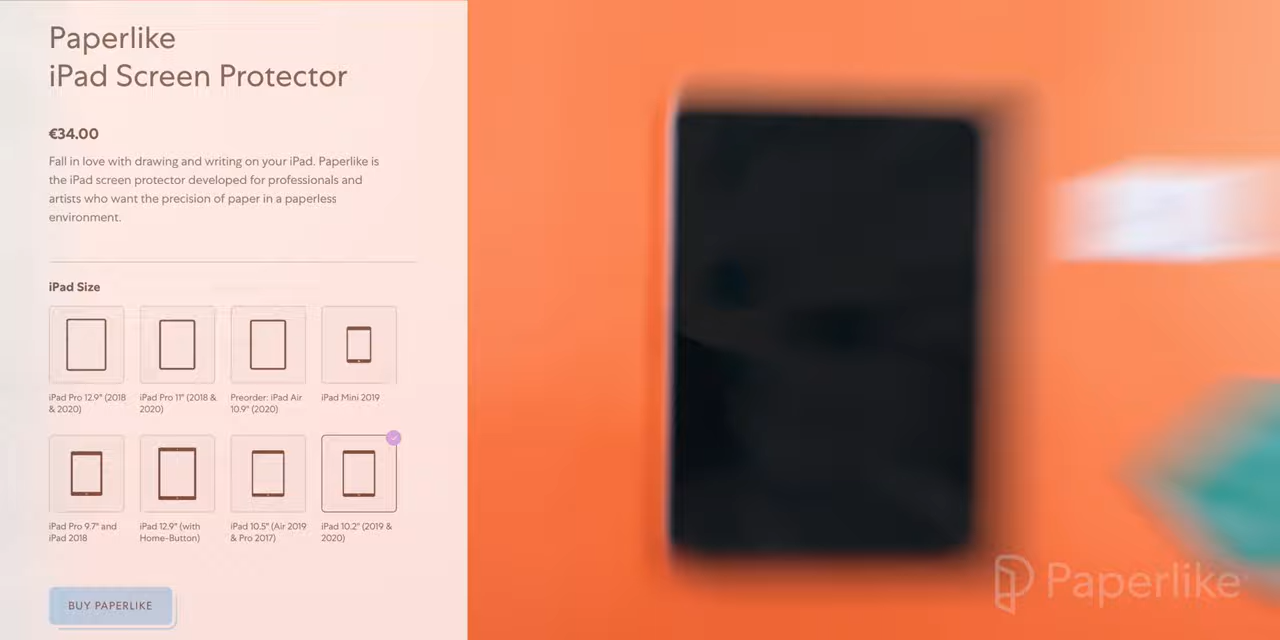 Paperlike
iPad Screen Protector
€34.00
Fall in love with drawing and writing on your iPad. Paperlike is
the iPad screen protector developed for professionals and
artists who want the precision of paper in a paperless
environment.
iPad Size
iPad Pro 12.9" (2018
& 2020)
iPad Pro 11" (2018 &
2020)
Preorder: iPad Air
10.9" (2020)
iPad Mini 2019
iPad Pro 9.7" and
iPad 2018
iPad 12.9" (with
Home-Button)
iPad 10.5" (Air 2019
& Pro 2017)
iPad 10.2" (2019 &
2020)
BUY PAPERLIKE
Paperlike